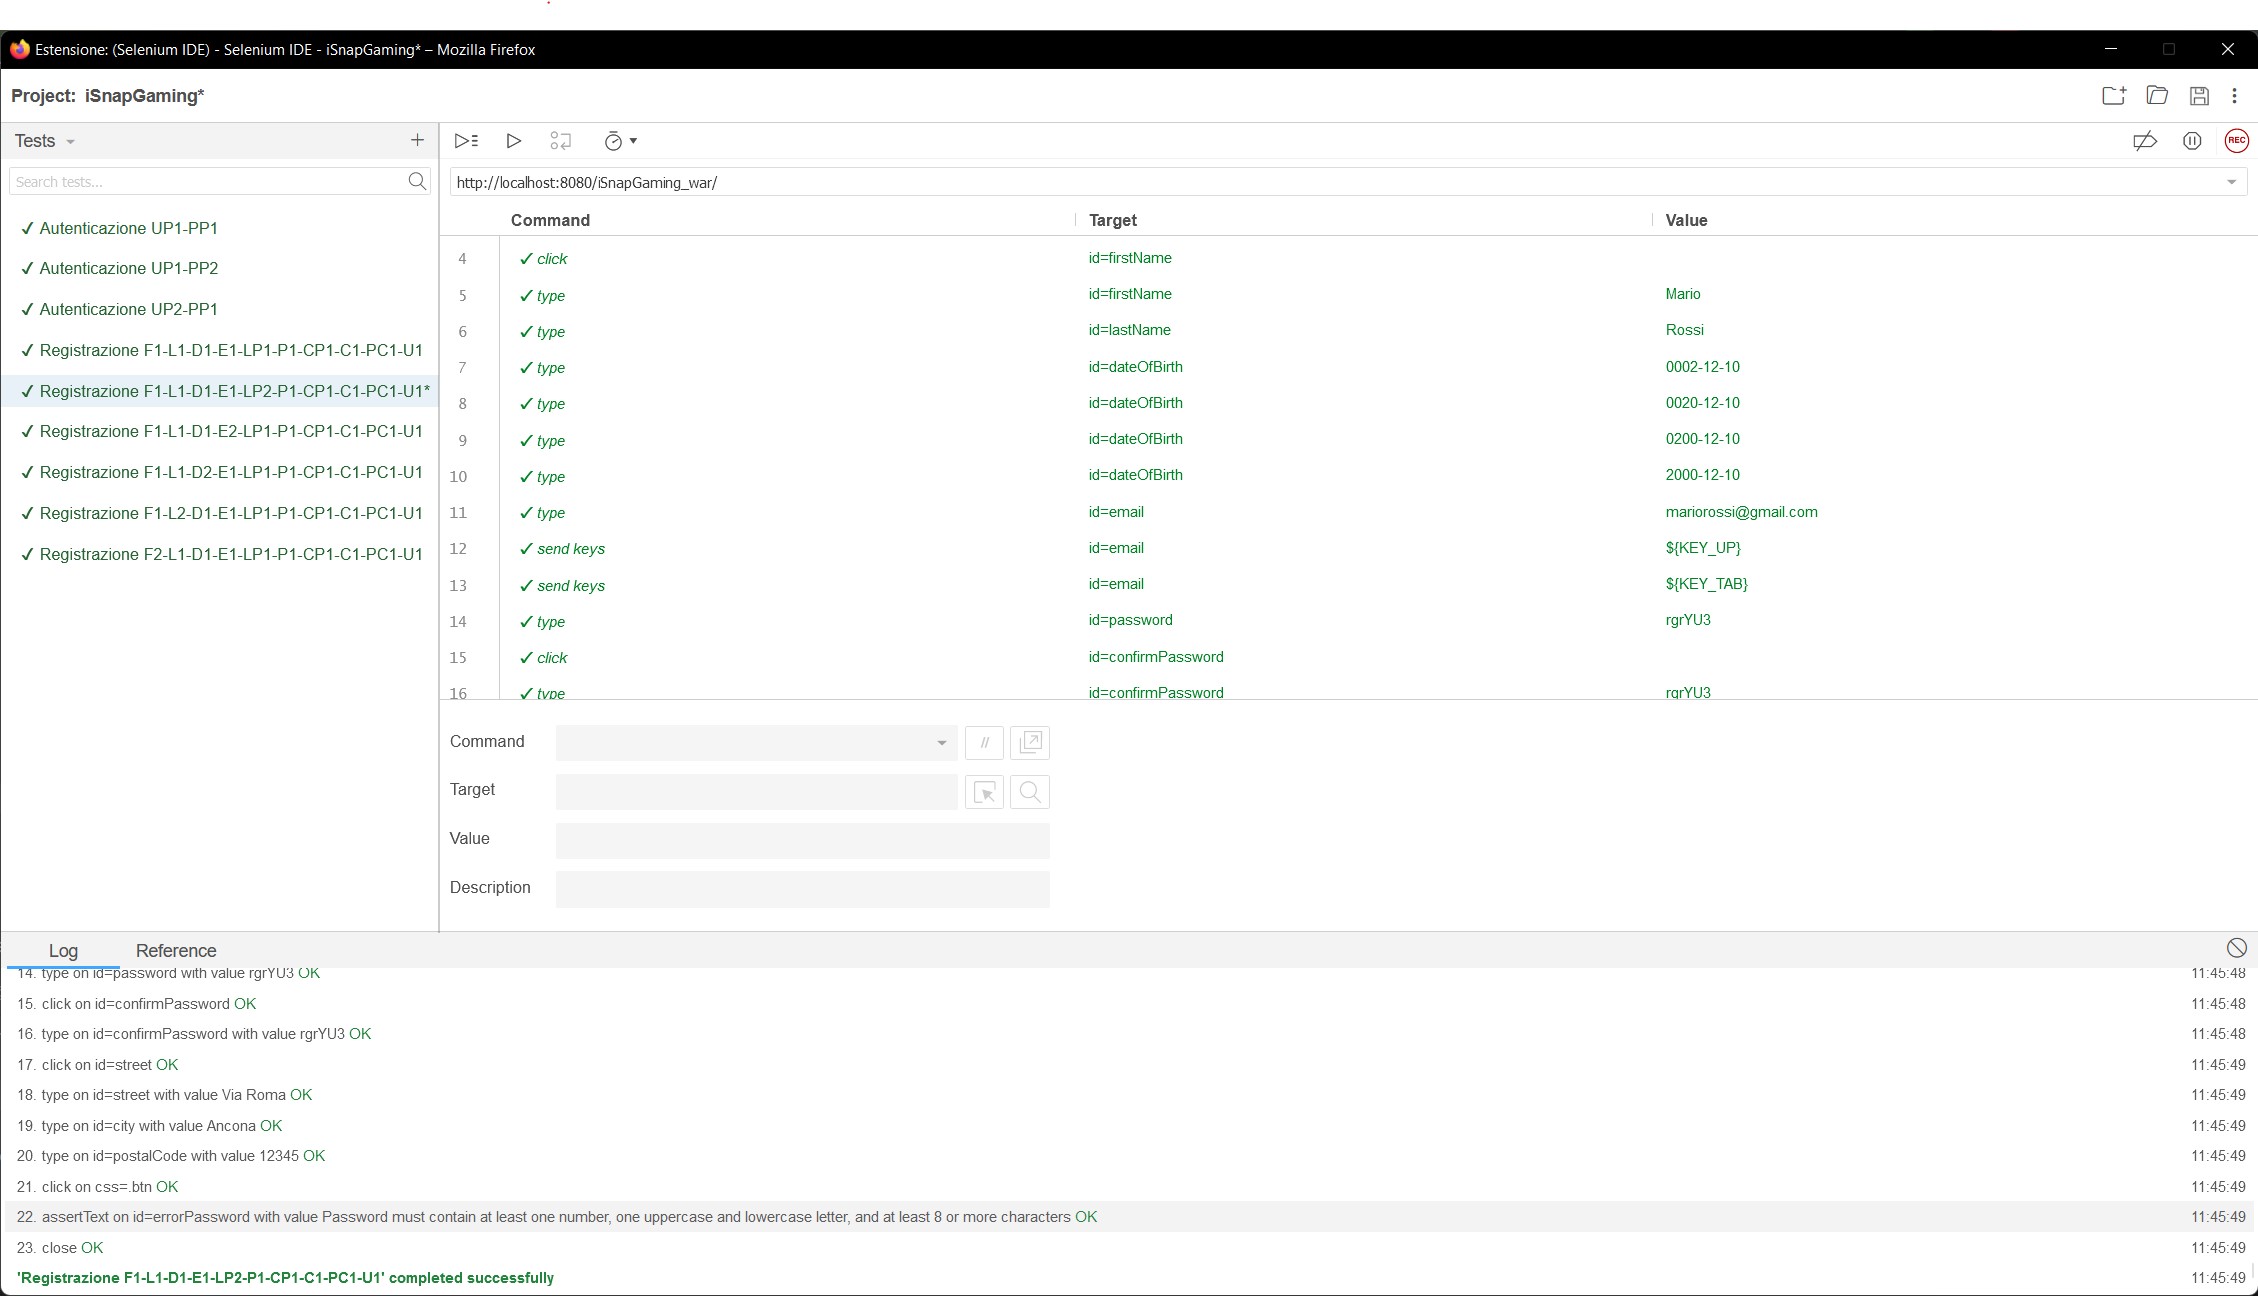 Estensione: (Selenium IDE) - Selenium IDE - iSnapGaming* – Mozilla Firefox
Project: iSnapGaming*
Tests
Search tests...
✓ Autenticazione UP1-PP1
✓ Autenticazione UP1-PP2
✓ Autenticazione UP2-PP1
✓ Registrazione F1-L1-D1-E1-LP1-P1-CP1-C1-PC1-U1
✓ Registrazione F1-L1-D1-E1-LP2-P1-CP1-C1-PC1-U1*
✓ Registrazione F1-L1-D1-E2-LP1-P1-CP1-C1-PC1-U1
✓ Registrazione F1-L1-D2-E1-LP1-P1-CP1-C1-PC1-U1
✓ Registrazione F1-L2-D1-E1-LP1-P1-CP1-C1-PC1-U1
✓ Registrazione F2-L1-D1-E1-LP1-P1-CP1-C1-PC1-U1
REC
http://localhost:8080/iSnapGaming_war/
Command Target Value
4 ✓ click id=firstName
5 ✓ type id=firstName Mario
6 ✓ type id=lastName Rossi
7 ✓ type id=dateOfBirth 0002-12-10
8 ✓ type id=dateOfBirth 0020-12-10
9 ✓ type id=dateOfBirth 0200-12-10
10 ✓ type id=dateOfBirth 2000-12-10
11 ✓ type id=email mariorossi@gmail.com
12 ✓ send keys id=email ${KEY_UP}
13 ✓ send keys id=email ${KEY_TAB}
14 ✓ type id=password rgrYU3
15 ✓ click id=confirmPassword
16 ✓ type id=confirmPassword rgrYU3
Command //
Target
Value
Description
Log Reference
14. type on id=password with value rgrYU3 OK 11:45:48
15. click on id=confirmPassword OK 11:45:48
16. type on id=confirmPassword with value rgrYU3 OK 11:45:48
17. click on id=street OK 11:45:49
18. type on id=street with value Via Roma OK 11:45:49
19. type on id=city with value Ancona OK 11:45:49
20. type on id=postalCode with value 12345 OK 11:45:49
21. click on css=.btn OK 11:45:49
22. assertText on id=errorPassword with value Password must contain at least one number, one uppercase and lowercase letter, and at least 8 or more characters OK 11:45:49
23. close OK 11:45:49
'Registrazione F1-L1-D1-E1-LP2-P1-CP1-C1-PC1-U1' completed successfully 11:45:49